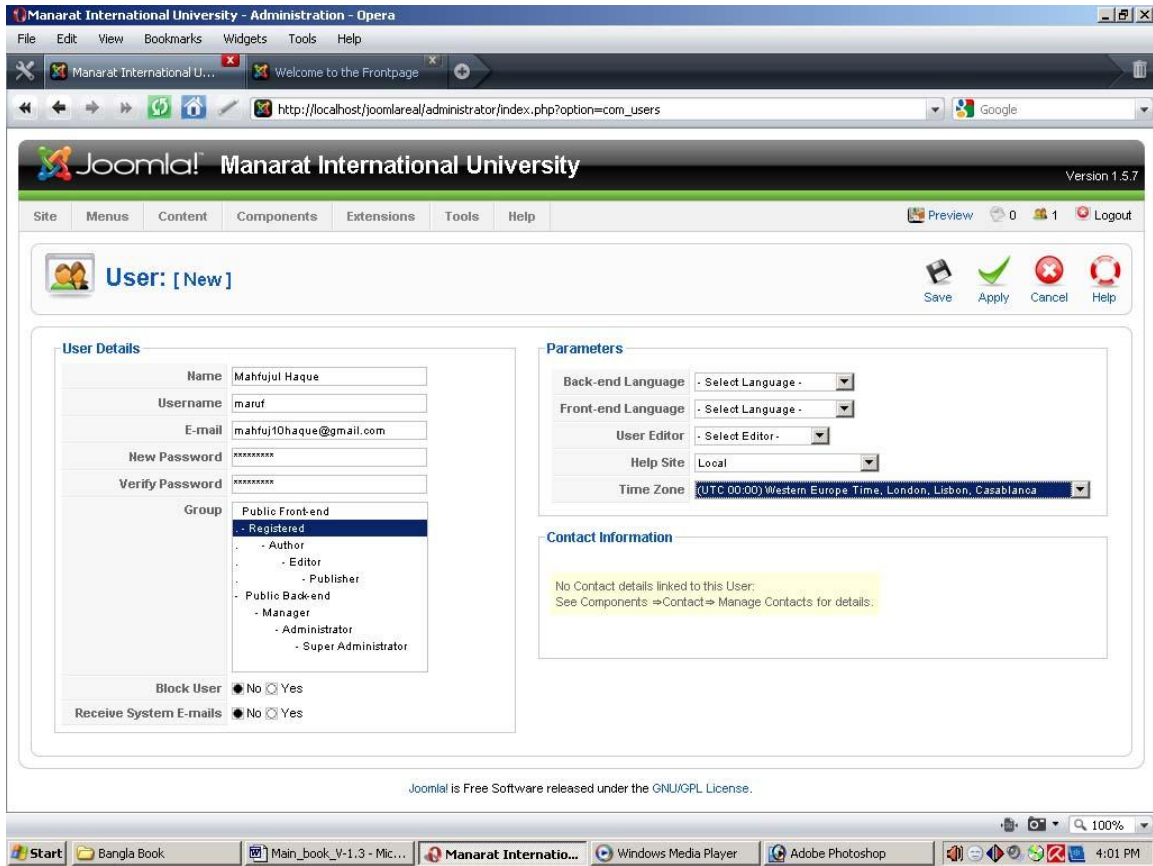 Manarat International University - Administration - Opera
File Edit View Bookmarks Widgets Tools Help
Manarat International U...
Welcome to the Frontpage
http://localhost/joomlareal/administrator/index.php?option=com_users
Google
Joomla! Manarat International University
Version 1.5.7
Site Menus Content Components Extensions Tools Help
Preview 0 1 Logout
User: [ New ]
Save Apply Cancel Help
User Details
Name Mahfujul Haque
Username maruf
E-mail mahfuj10haque@gmail.com
New Password *********
Verify Password *********
Group
Public Front-end
. - Registered
. - Author
. - Editor
. - Publisher
- Public Back-end
- Manager
- Administrator
- Super Administrator
Block User No Yes
Receive System E-mails No Yes
Parameters
Back-end Language - Select Language -
Front-end Language - Select Language -
User Editor - Select Editor -
Help Site Local
Time Zone (UTC 00:00) Western Europe Time, London, Lisbon, Casablanca
Contact Information
No Contact details linked to this User:
See Components ⇒Contact⇒ Manage Contacts for details.
Joomla! is Free Software released under the GNU/GPL License.
100%
Start
Bangla Book
Main_book_V-1.3 - Mic...
Manarat Internatio...
Windows Media Player
Adobe Photoshop
4:01 PM